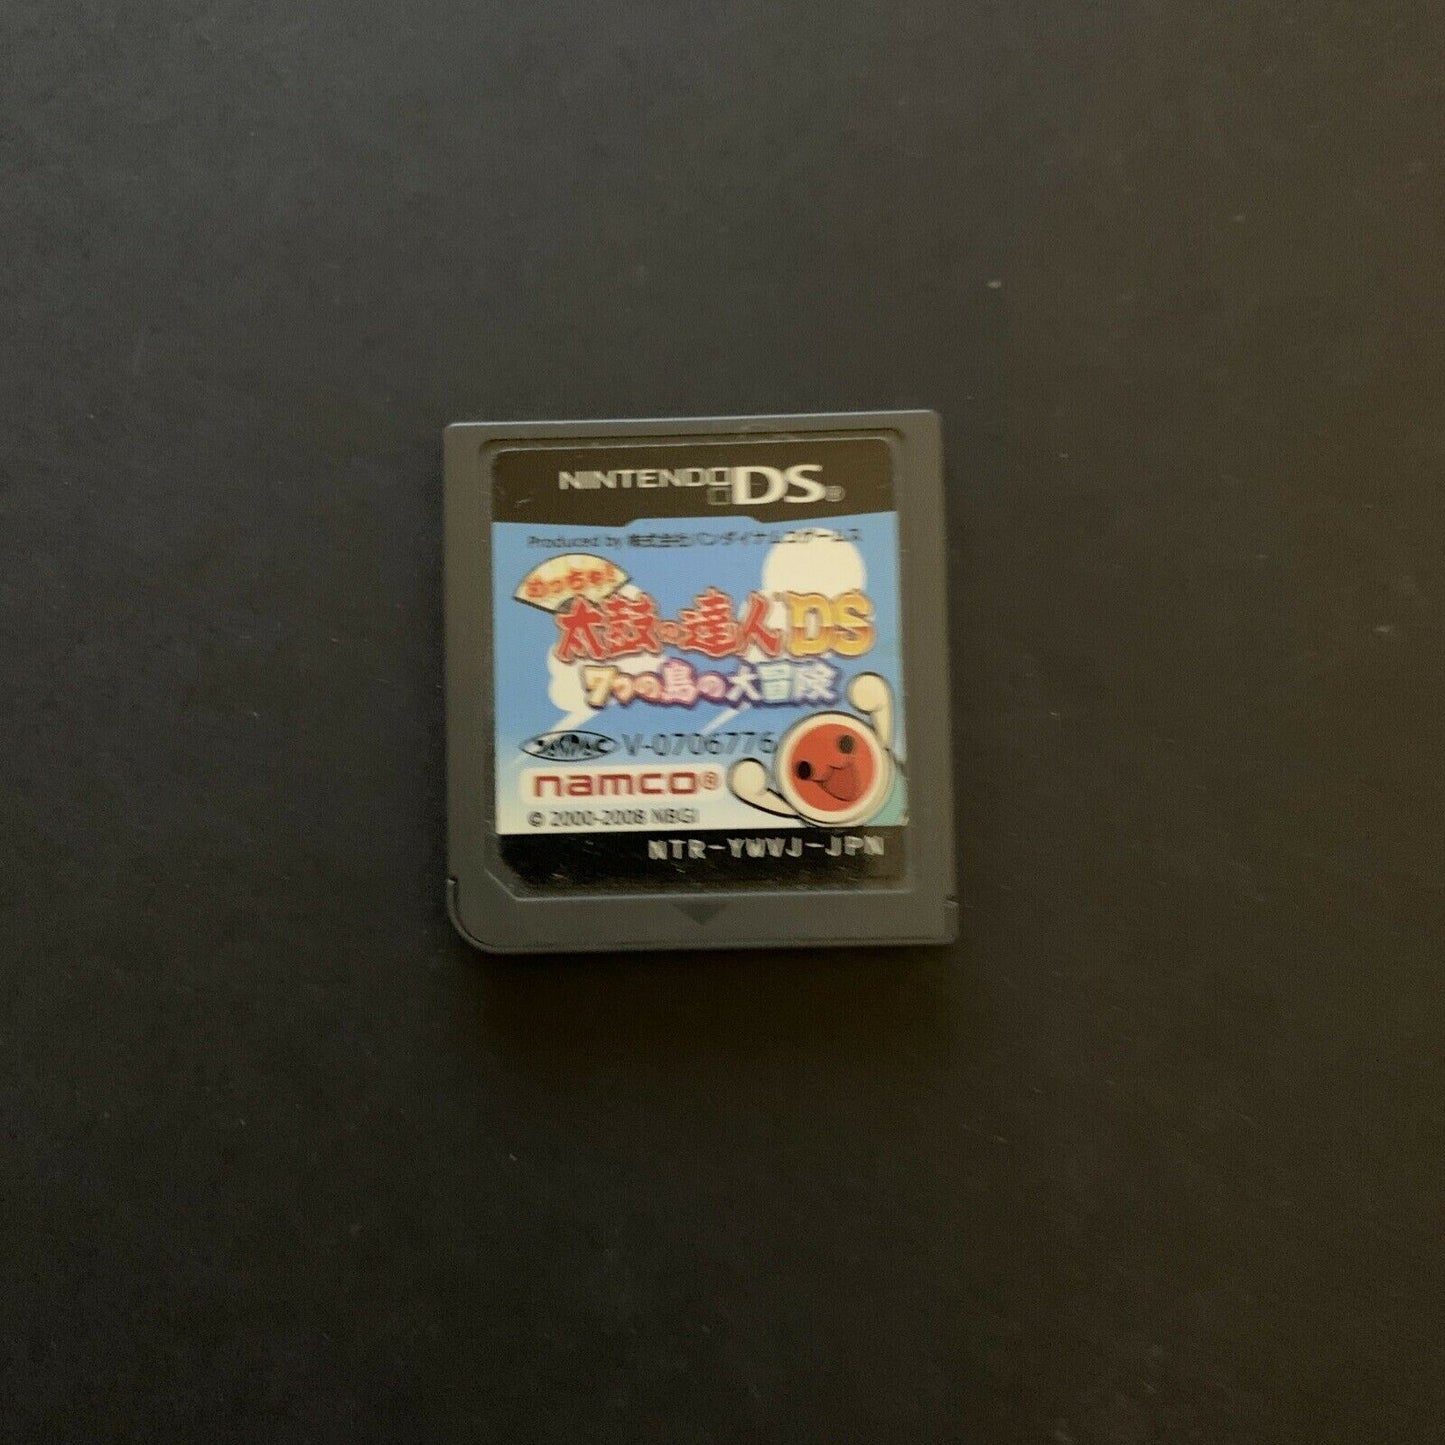 NINTENDO DS®
Produced by 株式会社バンダイナムコゲームス
めっちゃ!
太鼓の達人DS
7つの島の大冒険
JASRAC V-0706776
namco®
© 2000-2008 NBGI
NTR-YWVJ-JPN